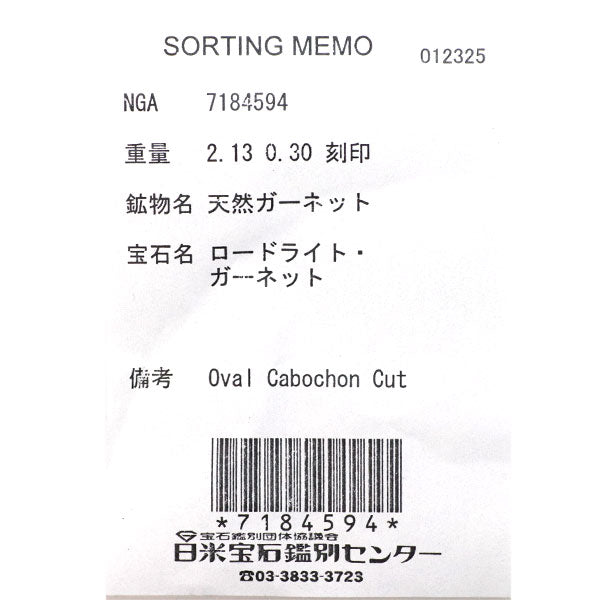 SORTING MEMO 012325
NGA 7184594
重量 2.13 0.30 刻印
鉱物名 天然ガーネット
宝石名 ロードライト・
ガーネット
備考 Oval Cabochon Cut
*7184594*
宝石鑑別団体協議会
日米宝石鑑別センター
☎03-3833-3723